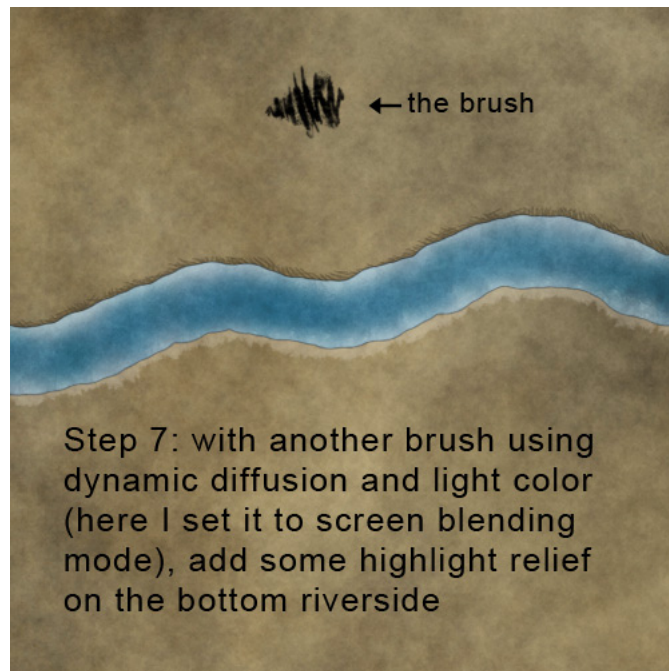 the brush
Step 7: with another brush using
dynamic diffusion and light color
(here I set it to screen blending
mode), add some highlight relief
on the bottom riverside